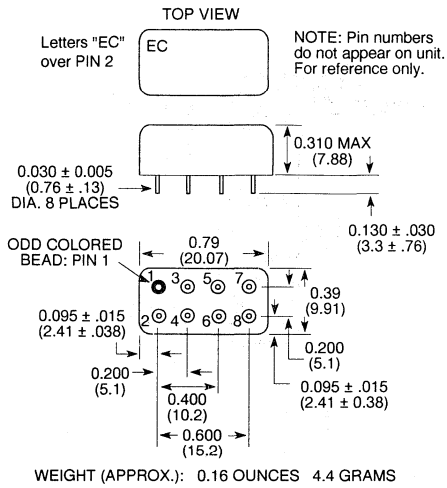 TOP VIEW
Letters "EC"
over PIN 2
EC
NOTE: Pin numbers
do not appear on unit.
For reference only.
0.310 MAX
(7.88)
0.030 ± 0.005
(0.76 ± .13)
DIA. 8 PLACES
0.130 ± .030
(3.3 ± .76)
ODD COLORED
BEAD: PIN 1
0.79
(20.07)
1 3 5 7
2 4 6 8
0.39
(9.91)
0.095 ± .015
(2.41 ± .038)
0.200
(5.1)
0.200
(5.1)
0.095 ± .015
(2.41 ± 0.38)
0.400
(10.2)
0.600
(15.2)
WEIGHT (APPROX.): 0.16 OUNCES 4.4 GRAMS